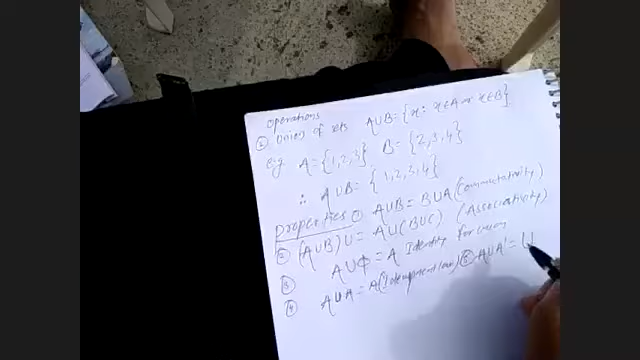 Operations
① Union of sets A∪B = {x: x∈A or x∈B}
e.g A = {1,2,3} B = {2,3,4}
∴ A∪B = {1,2,3,4}
Properties ① A∪B = B∪A (Commutativity)
② (A∪B)∪ = A∪(B∪C) (Associativity)
③ A∪Φ = A Identity for union
④ A∪A = A (Idempotent law) ⑤ A∪A' = U